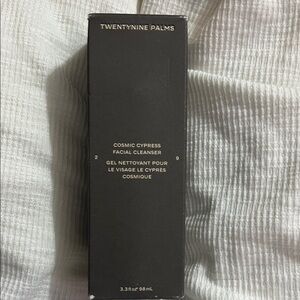 TWENTYNINE PALMS
COSMIC CYPRESS
FACIAL CLEANSER
2 9
GEL NETTOYANT POUR
LE VISAGE LE CYPRÈS
COSMIQUE
3.3 fl oz 98 mL